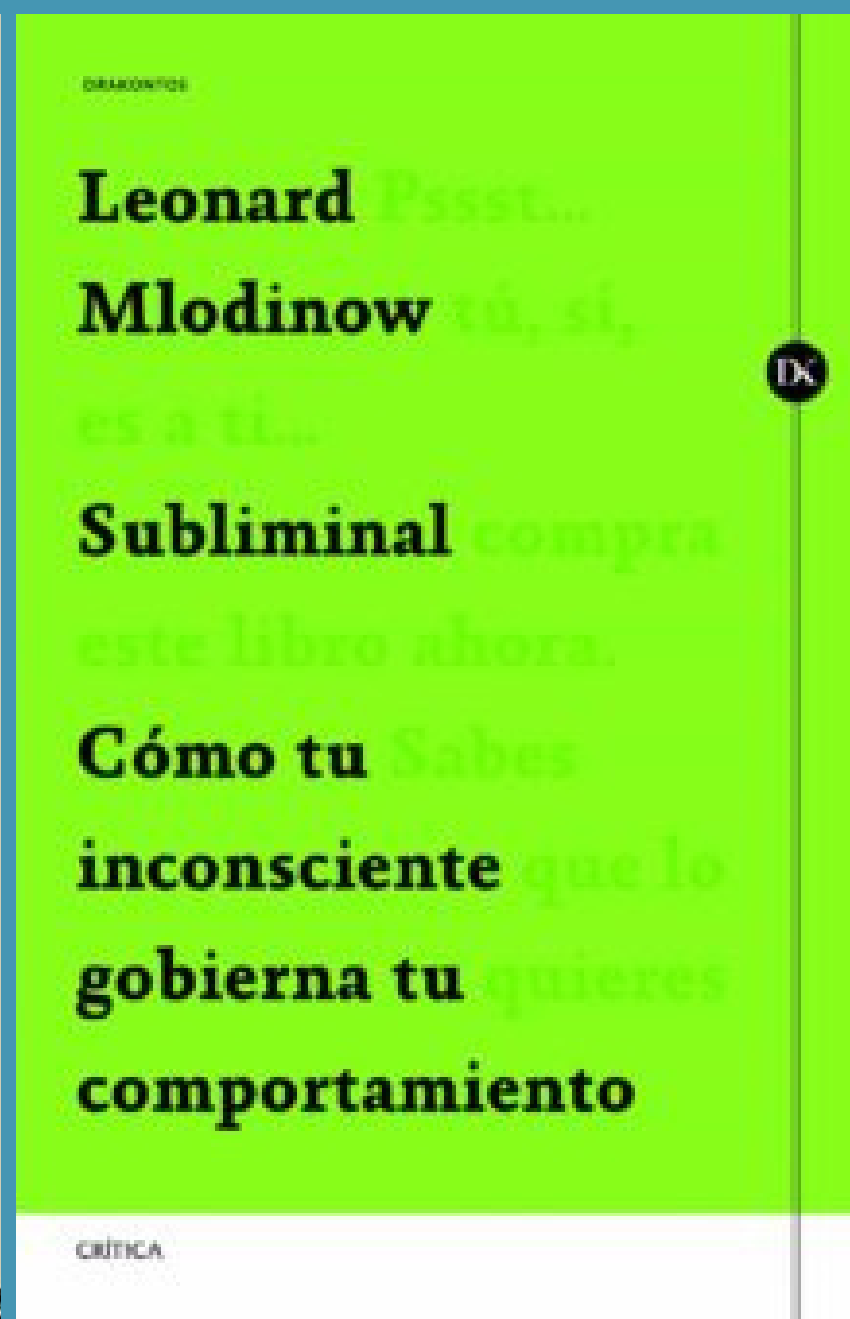 DRAKONTOS
Leonard Pssst...
Mlodinow tú, sí,
es a ti...
Subliminal compra
este libro ahora.
Cómo tu Sabes
inconsciente que lo
gobierna tu quieres
comportamiento
CRÍTICA